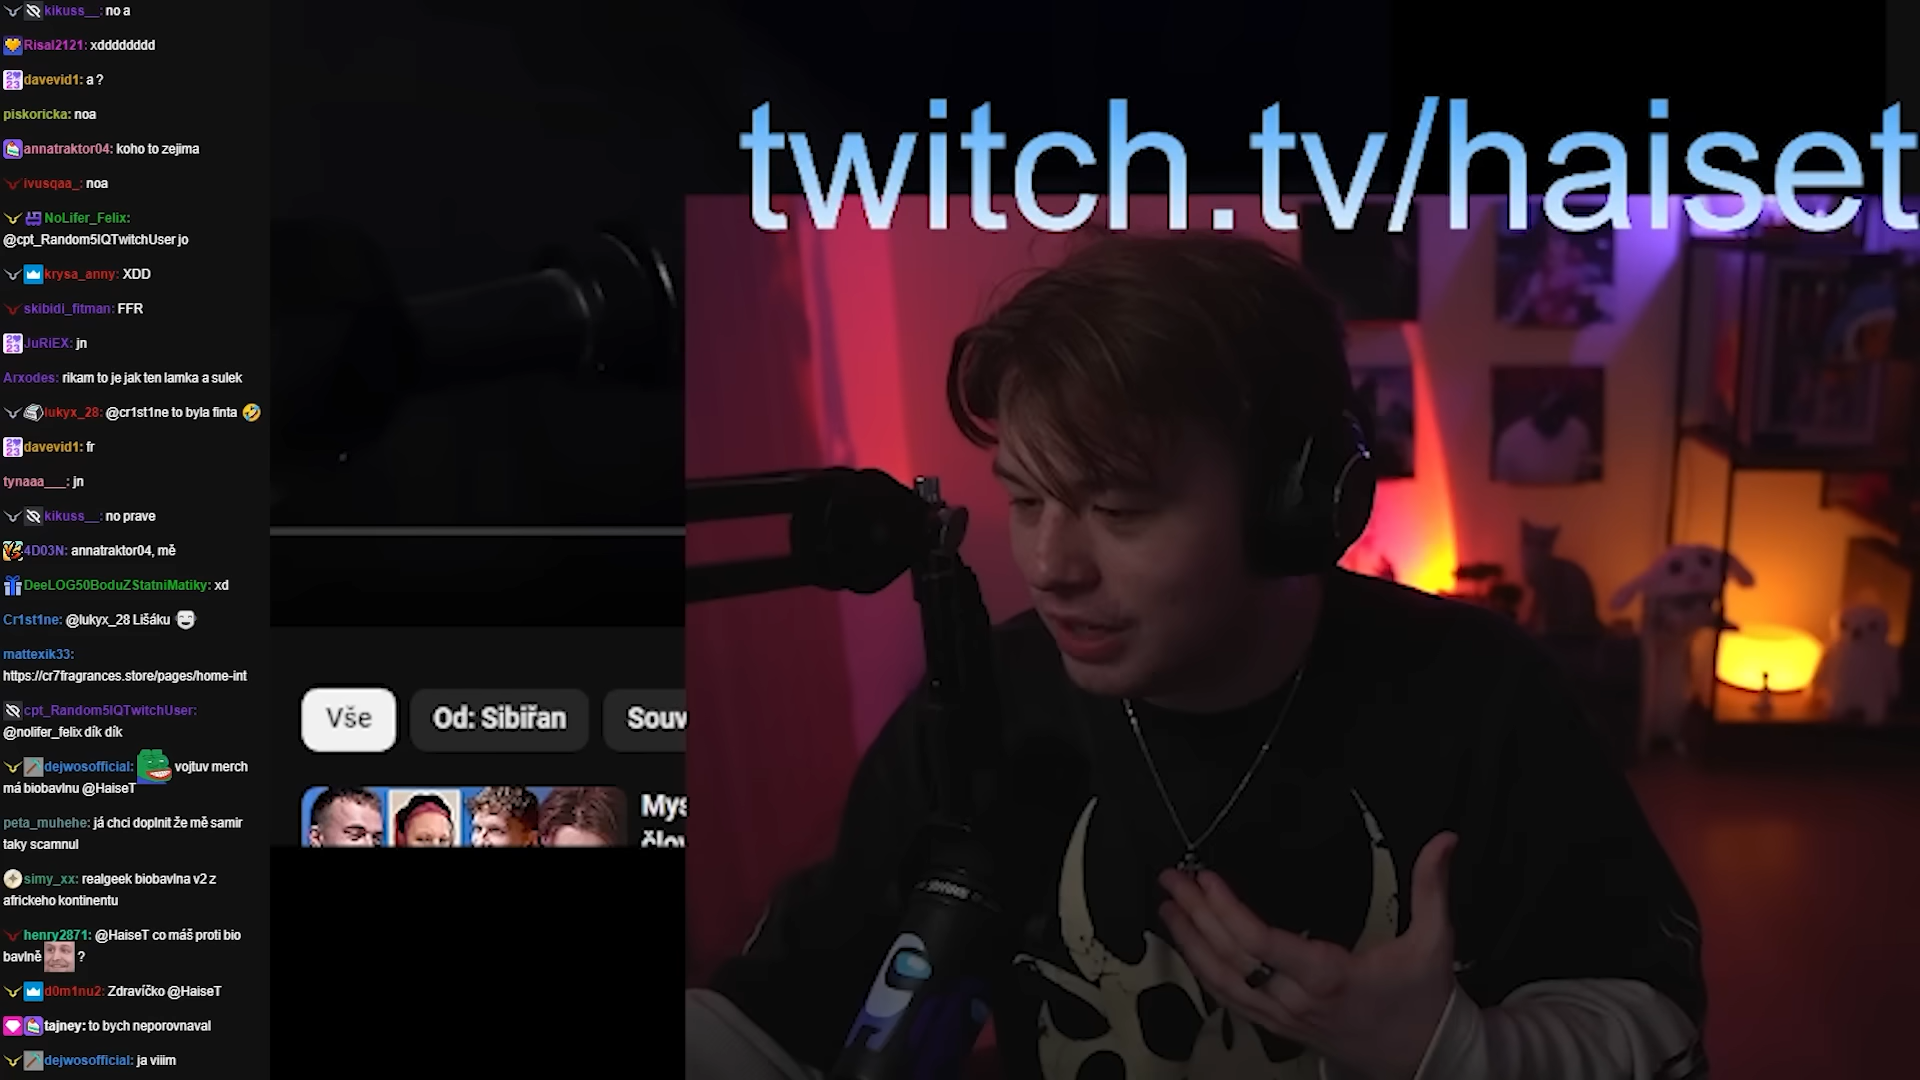 kikuss__: no a
Risal2121: xddddddd
davevid1: a ?
piskoricka: noa
annatraktor04: koho to zejima
ivusqaa_: noa
NoLifer_Felix:
@cpt_Random5IQTwitchUser jo
krysa_anny: XDD
skibidi_fitman: FFR
JuRiEX: jn
Arxodes: rikam to je jak ten lamka a sulek
lukyx_28: @cr1st1ne to byla finta 🤣
davevid1: fr
tynaaa___: jn
kikuss__: no prave
4D03N: annatraktor04, mě
DeeLOG50BoduZStatniMatiky: xd
Cr1st1ne: @lukyx_28 Lišáku
mattexik33:
https://cr7fragrances.store/pages/home-int
cpt_Random5IQTwitchUser:
@nolifer_felix dík dík
dejwosofficial: vojtuv merch
má biobavlnu @HaiseT
peta_muhehe: já chci doplnit že mě samir
taky scamnul
simy_xx: realgeek biobavlna v2 z
africkeho kontinentu
henry2871: @HaiseT co máš proti bio
bavlně ?
d0m1nu2: Zdravíčko @HaiseT
tajney: to bych neporovnaval
dejwosofficial: ja viiim
twitch.tv/haiset
Vše
Od: Sibiřan
Souv
Mys
člov